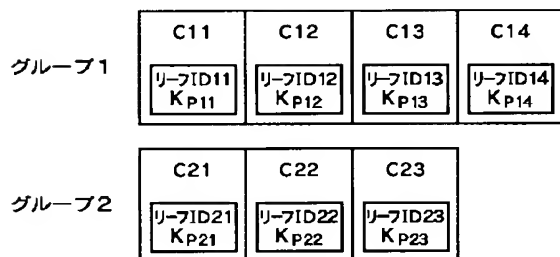 C11 C12 C13 C14
グループ1
リーフID11 リーフID12 リーフID13 リーフID14
KP11 KP12 KP13 KP14
C21 C22 C23
グループ2
リーフID21 リーフID22 リーフID23
KP21 KP22 KP23